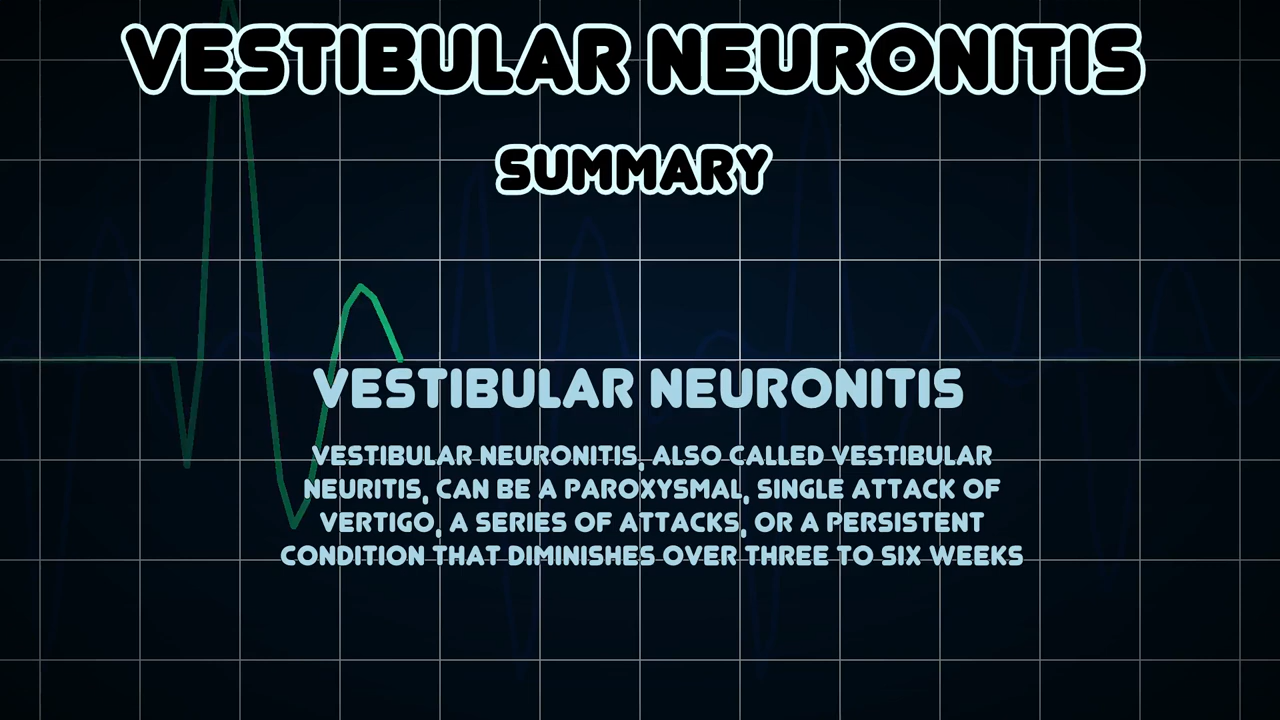 VESTIBULAR NEURONITIS
SUMMARY
VESTIBULAR NEURONITIS
VESTIBULAR NEURONITIS, ALSO CALLED VESTIBULAR
NEURITIS, CAN BE A PAROXYSMAL, SINGLE ATTACK OF
VERTIGO, A SERIES OF ATTACKS, OR A PERSISTENT
CONDITION THAT DIMINISHES OVER THREE TO SIX WEEKS